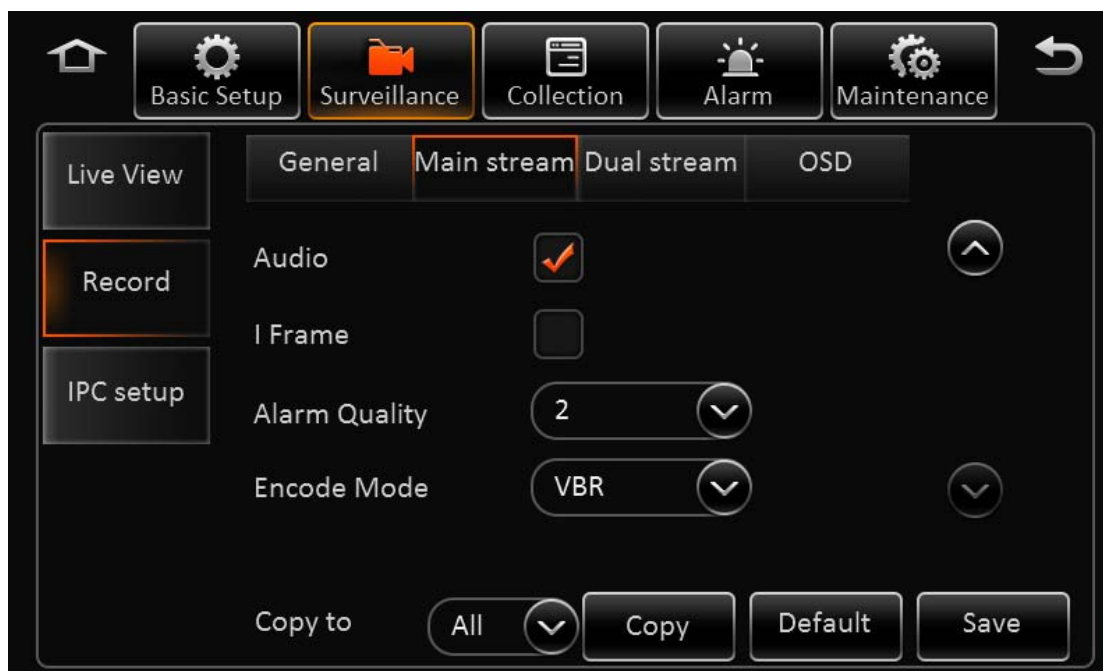 Basic Setup Surveillance Collection Alarm Maintenance
Live View
Record
IPC setup
General Main stream Dual stream OSD
Audio
I Frame
Alarm Quality 2
Encode Mode VBR
Copy to All Copy Default Save